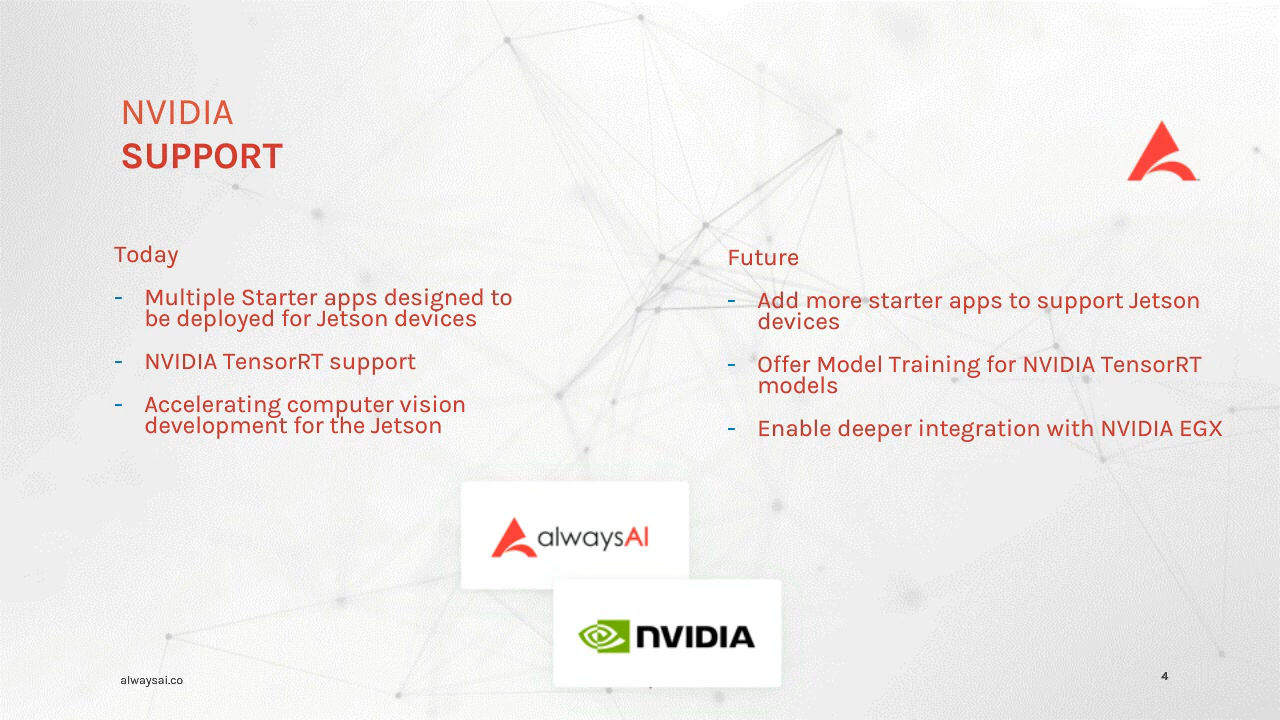 NVIDIA
SUPPORT
Today
- Multiple Starter apps designed to
be deployed for Jetson devices
- NVIDIA TensorRT support
- Accelerating computer vision
development for the Jetson
Future
- Add more starter apps to support Jetson
devices
- Offer Model Training for NVIDIA TensorRT
models
- Enable deeper integration with NVIDIA EGX
alwaysAI
NVIDIA
alwaysai.co
4